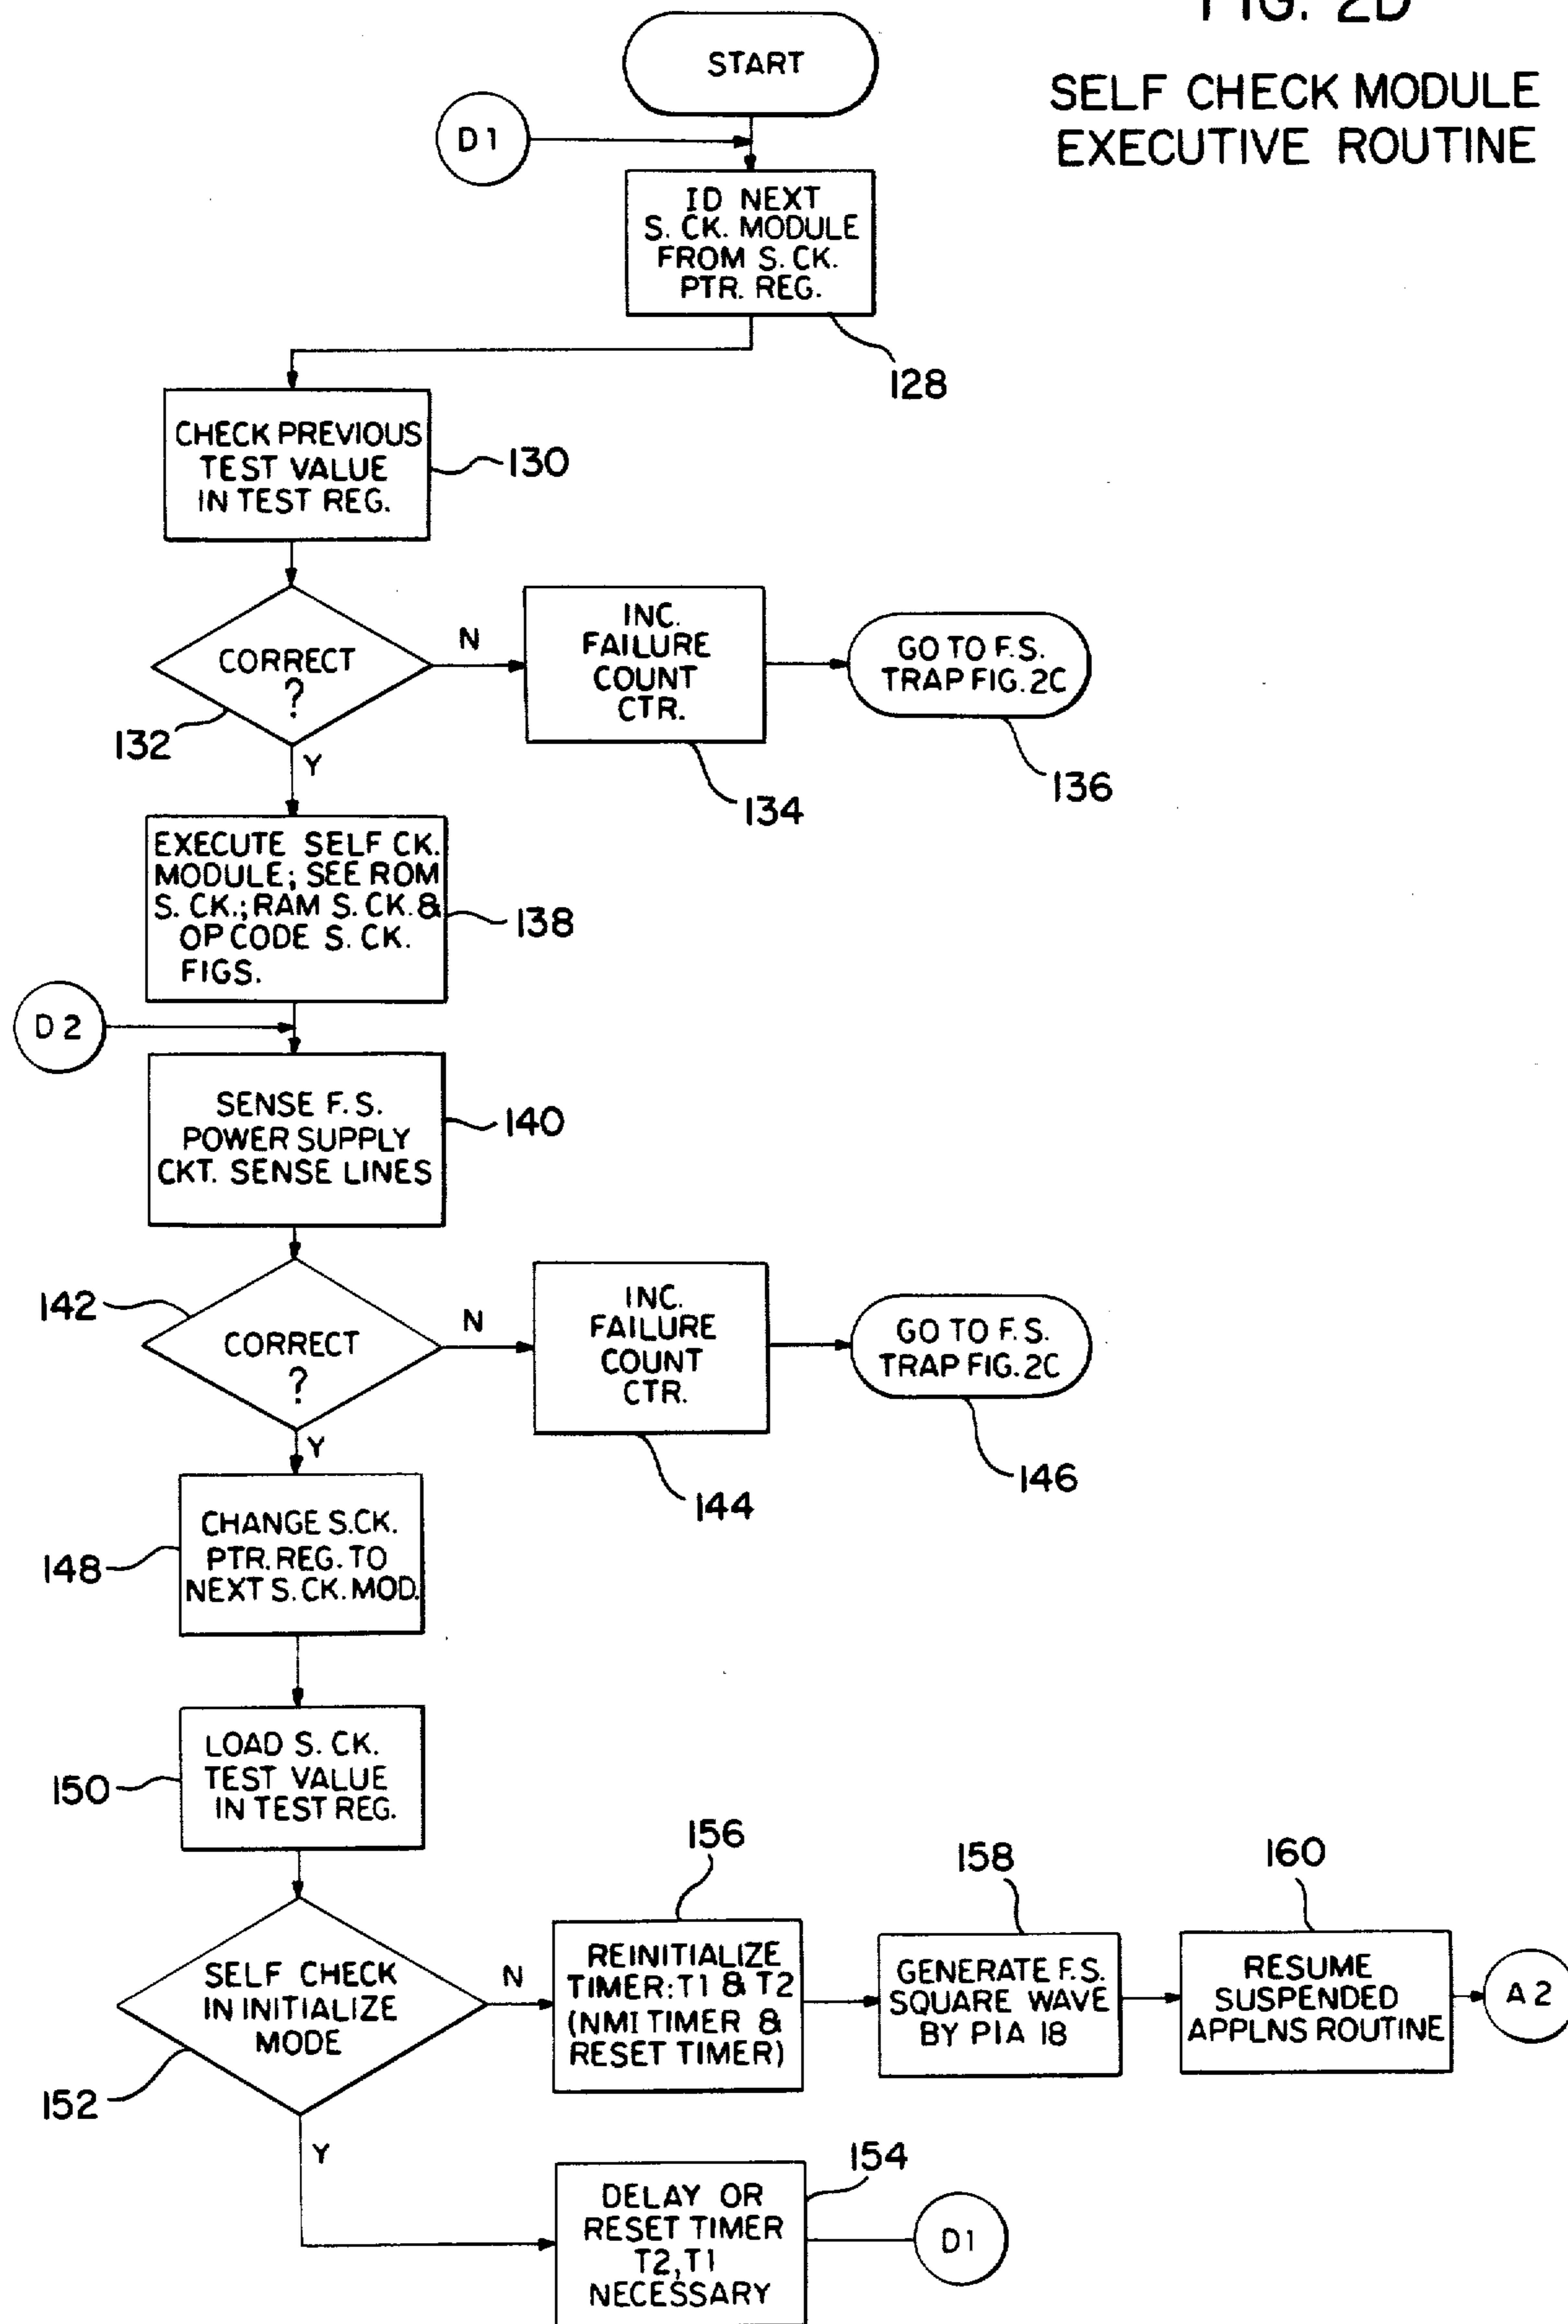 FIG. 2D
SELF CHECK MODULE
EXECUTIVE ROUTINE
START
D1
ID NEXT
S. CK. MODULE
FROM S. CK.
PTR. REG.
128
CHECK PREVIOUS
TEST VALUE
IN TEST REG.
130
CORRECT
?
132
N
Y
INC.
FAILURE
COUNT
CTR.
134
GO TO F.S.
TRAP FIG. 2C
136
EXECUTE SELF CK.
MODULE; SEE ROM
S. CK.; RAM S. CK. &
OP CODE S. CK.
FIGS.
138
D2
SENSE F. S.
POWER SUPPLY
CKT. SENSE LINES
140
142
CORRECT
?
N
Y
INC.
FAILURE
COUNT
CTR.
144
GO TO F. S.
TRAP FIG. 2C
146
CHANGE S.CK.
PTR. REG. TO
NEXT S. CK. MOD.
148
LOAD S. CK.
TEST VALUE
IN TEST REG.
150
SELF CHECK
IN INITIALIZE
MODE
152
N
Y
156
REINITIALIZE
TIMER: T1 & T2
(NMI TIMER &
RESET TIMER)
158
GENERATE F.S.
SQUARE WAVE
BY PIA 18
160
RESUME
SUSPENDED
APPLNS ROUTINE
A2
154
DELAY OR
RESET TIMER
T2, T1
NECESSARY
D1